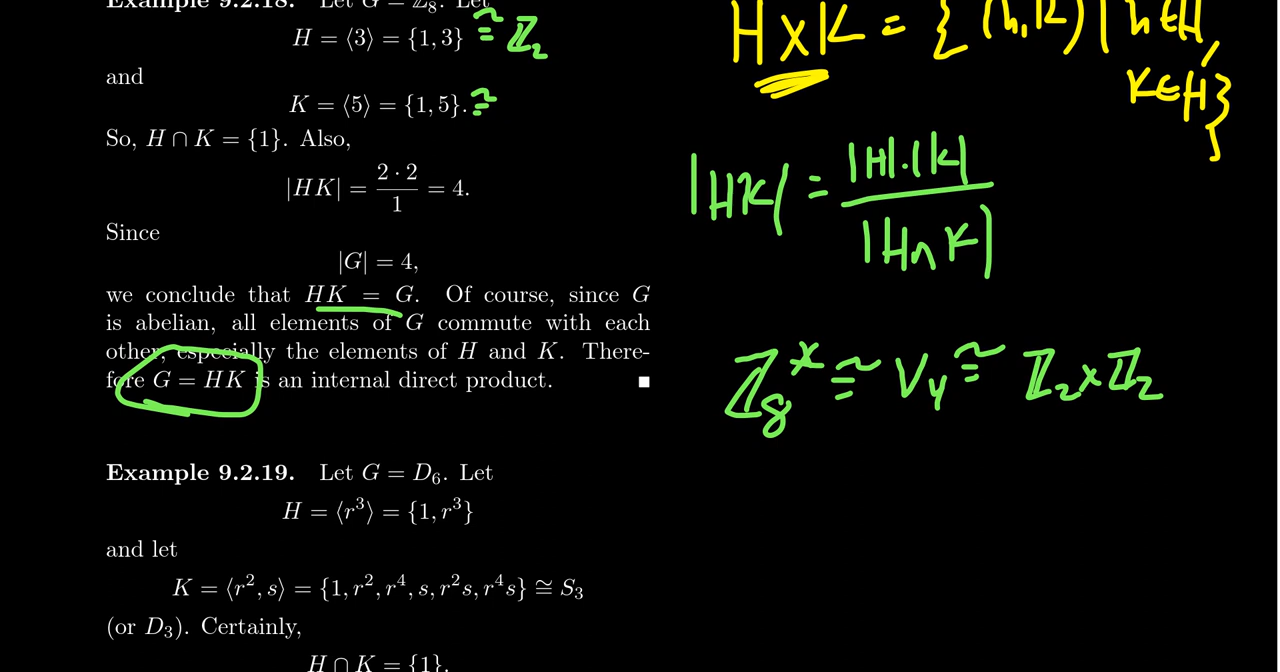 Example 9.2.18. Let G = ℤ₈. Let
H = ⟨3⟩ = {1, 3} ≅ ℤ₂
and
K = ⟨5⟩ = {1, 5}. ≅
So, H ∩ K = {1}. Also,
|HK| = 2 · 2 / 1 = 4.
Since
|G| = 4,
we conclude that HK = G. Of course, since G
is abelian, all elements of G commute with each
other, especially the elements of H and K. There-
fore G = HK is an internal direct product. ■
Example 9.2.19. Let G = D₆. Let
H = ⟨r³⟩ = {1, r³}
and let
K = ⟨r², s⟩ = {1, r², r⁴, s, r²s, r⁴s} ≅ S₃
(or D₃). Certainly,
H ∩ K = {1}.
H × K = { (h, k) | h ∈ H,
K ∈ H }
|HK| = |H|·|K| / |H ∩ K|
ℤ₈ˣ ≅ V₄ ≅ ℤ₂ × ℤ₂